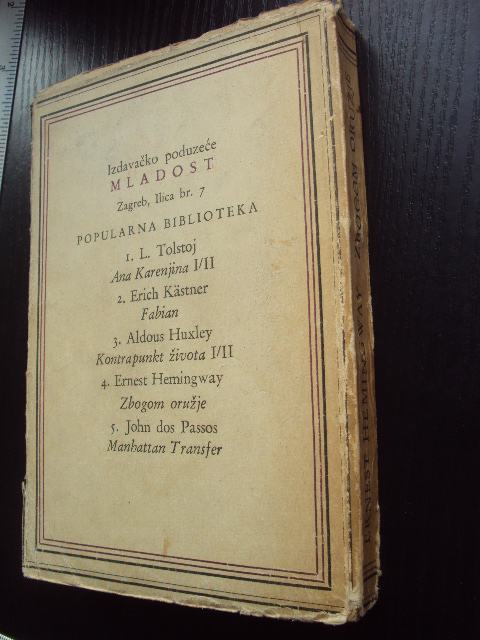 Izdavačko poduzeće
MLADOST
Zagreb, Ilica br. 7
POPULARNA BIBLIOTEKA
1. L. Tolstoj
Ana Karenjina I/II
2. Erich Kästner
Fabian
3. Aldous Huxley
Kontrapunkt života I/II
4. Ernest Hemingway
Zbogom oružje
5. John dos Passos
Manhattan Transfer
ERNEST HEMINGWAY ZBOGOM ORUŽJE